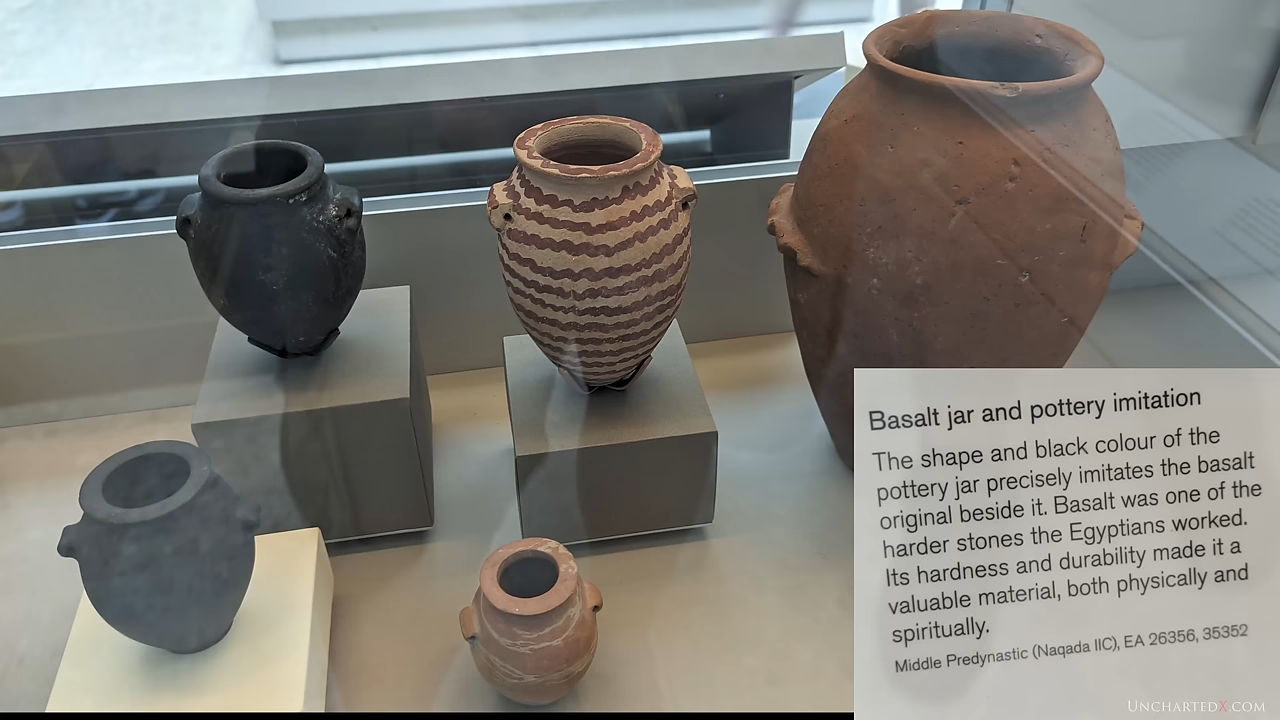 Basalt jar and pottery imitation
The shape and black colour of the
pottery jar precisely imitates the basalt
original beside it. Basalt was one of the
harder stones the Egyptians worked.
Its hardness and durability made it a
valuable material, both physically and
spiritually.
Middle Predynastic (Naqada IIC), EA 26356, 35352
UNCHARTEDX.COM